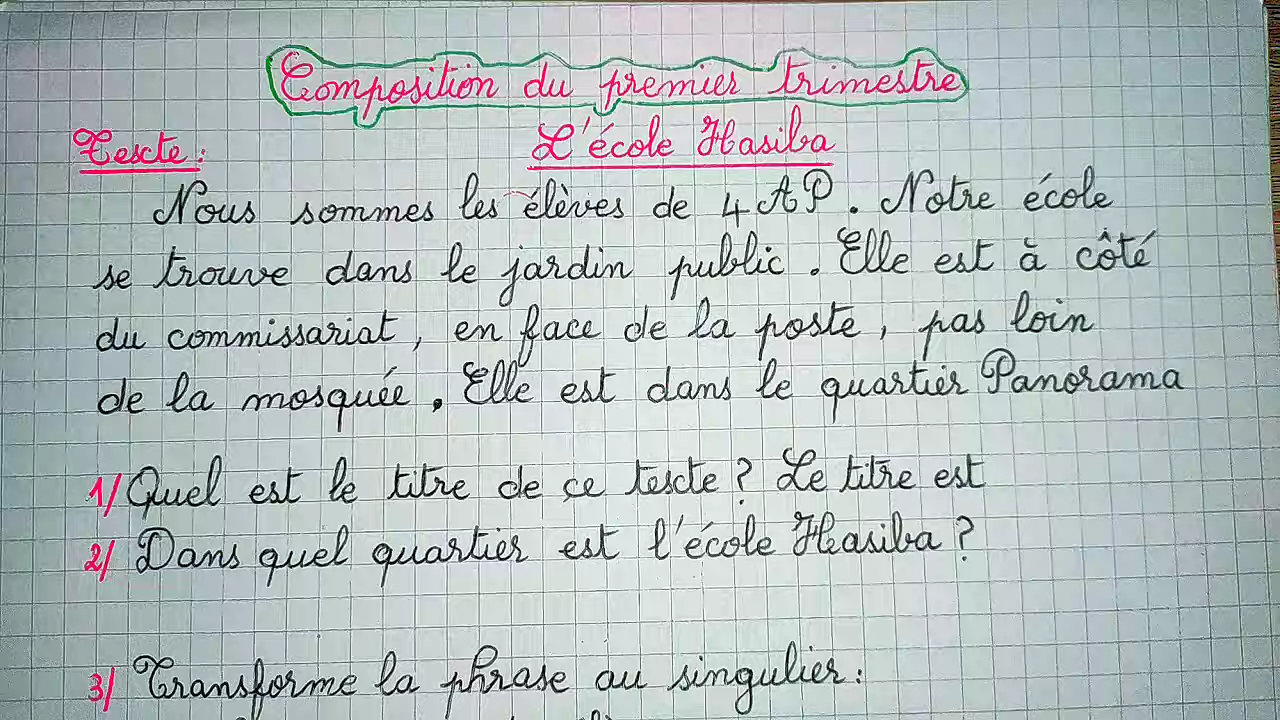 Composition du premier trimestre
Texte : L'école Hasiba
Nous sommes les élèves de 4 AP. Notre école
se trouve dans le jardin public. Elle est à côté
du commissariat, en face de la poste, pas loin
de la mosquée. Elle est dans le quartier Panorama
1/ Quel est le titre de ce texte ? Le titre est
2/ Dans quel quartier est l'école Hasiba ?
3/ Transforme la phrase au singulier :